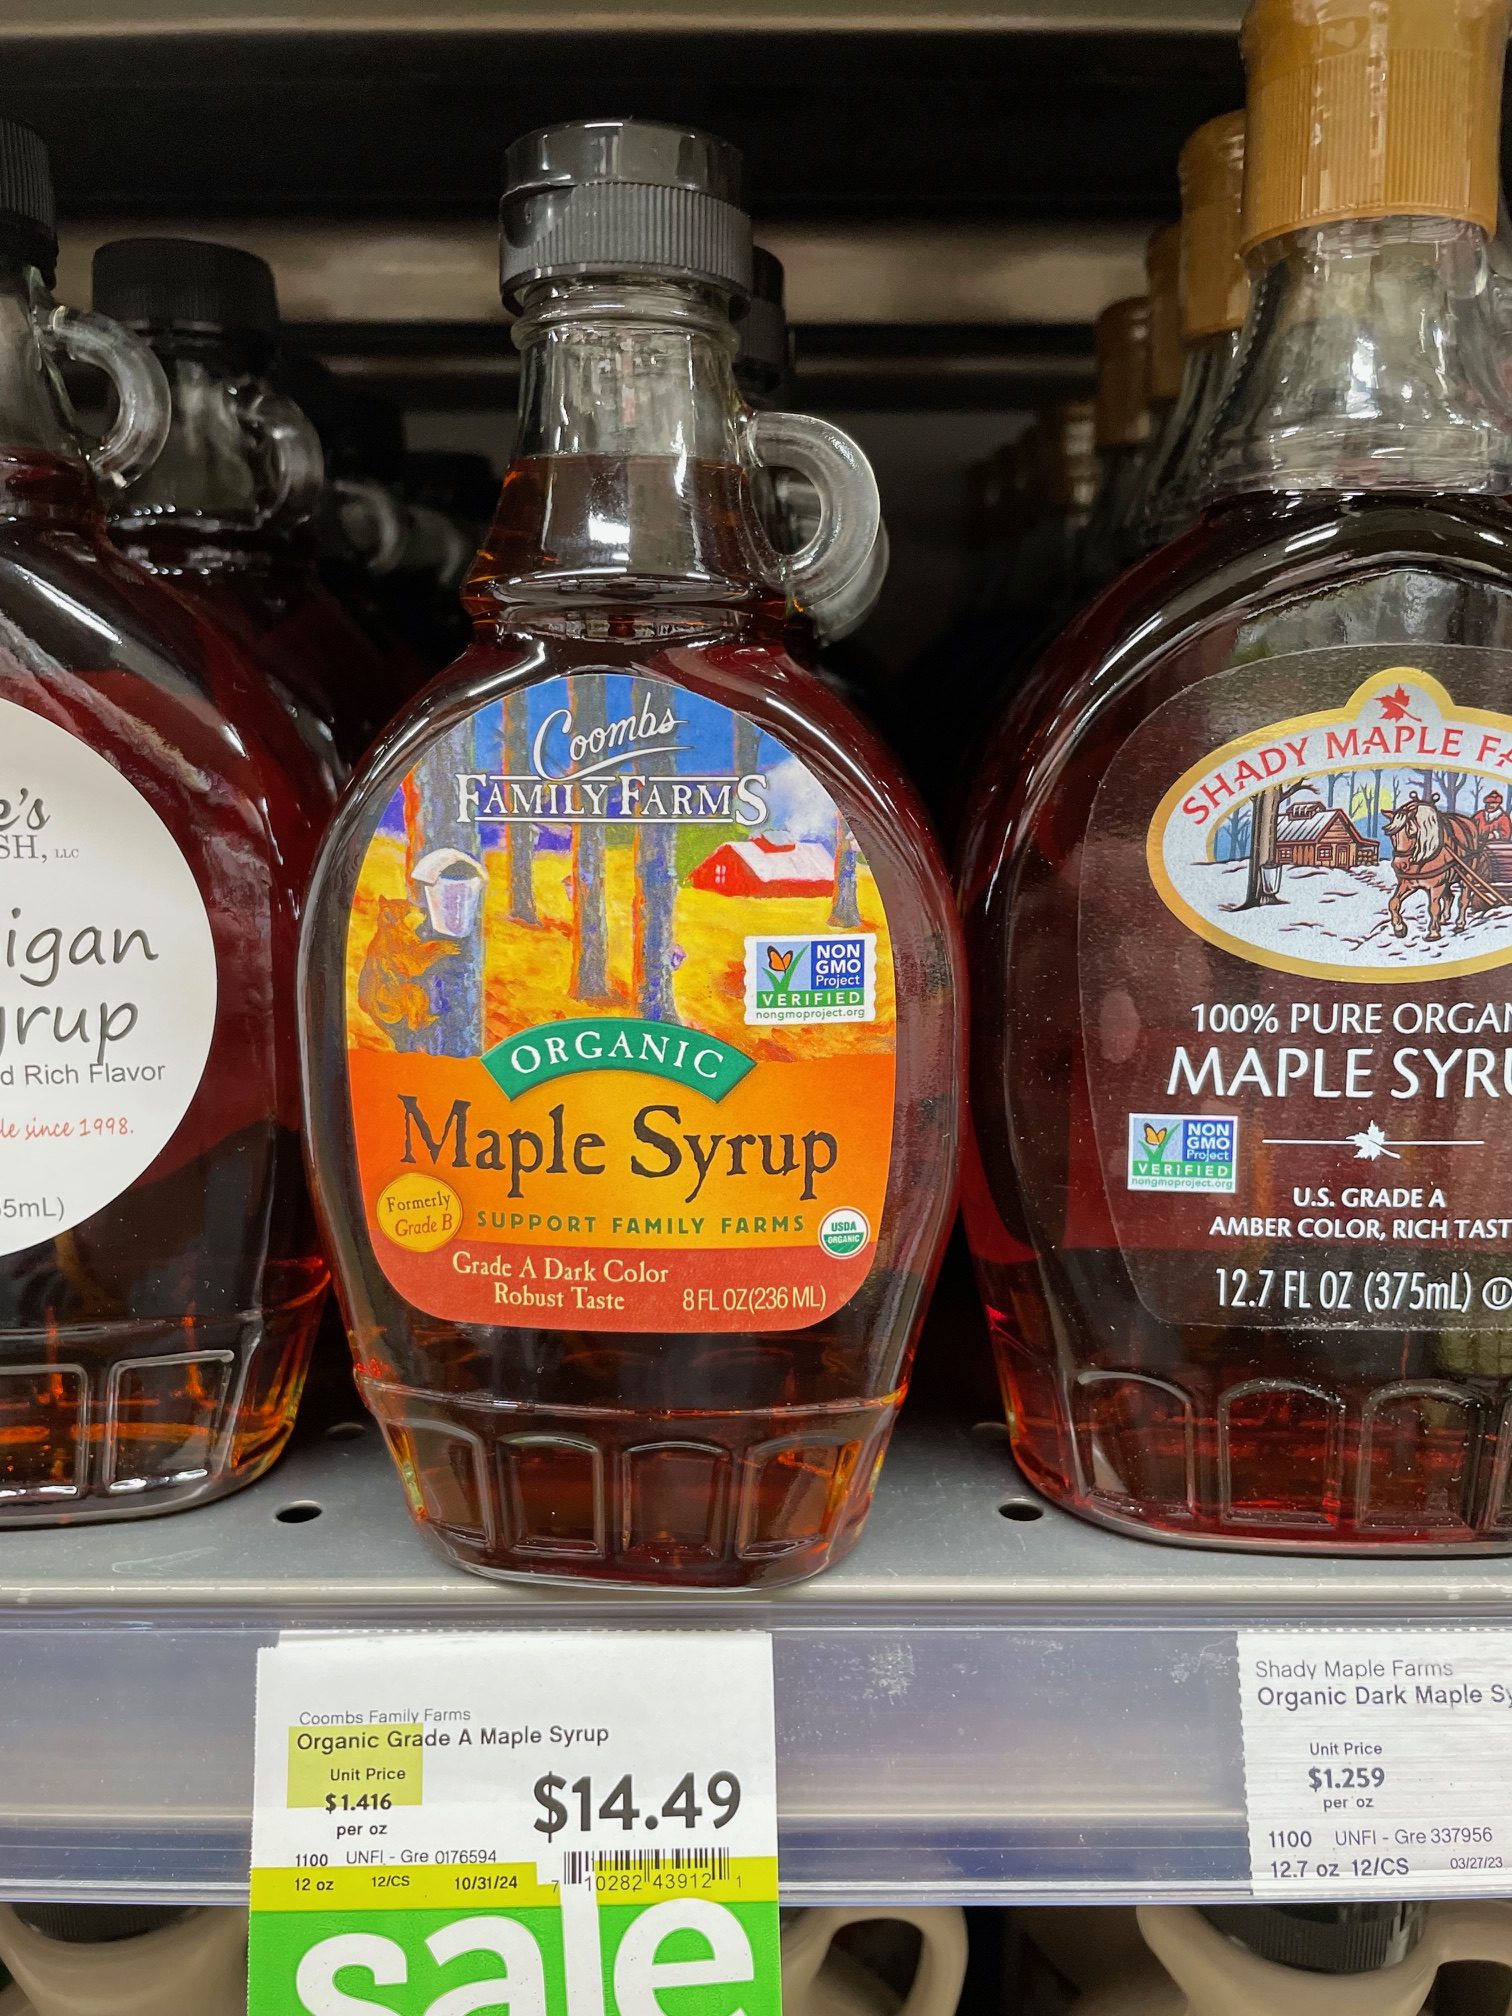 e's
SH, LLC
igan
yrup
d Rich Flavor
le since 1998.
5mL)
Coombs
FAMILY FARMS
NON
GMO
Project
VERIFIED
nongmoproject.org
ORGANIC
Maple Syrup
Formerly
Grade B
SUPPORT FAMILY FARMS
USDA
ORGANIC
Grade A Dark Color
Robust Taste
8 FL OZ (236 ML)
SHADY MAPLE FA
100% PURE ORGAN
MAPLE SYRU
NON
GMO
Project
VERIFIED
nongmoproject.org
U.S. GRADE A
AMBER COLOR, RICH TAST
12.7 FL OZ (375mL) U
Coombs Family Farms
Organic Grade A Maple Syrup
Unit Price
$1.416
per oz
$14.49
1100 UNFI - Gre 0176594
12 oz 12/CS 10/31/24
7 10282 43912 1
sale
Shady Maple Farms
Organic Dark Maple Sy
Unit Price
$1.259
per oz
1100 UNFI - Gre 337956
12.7 oz 12/CS 03/27/23